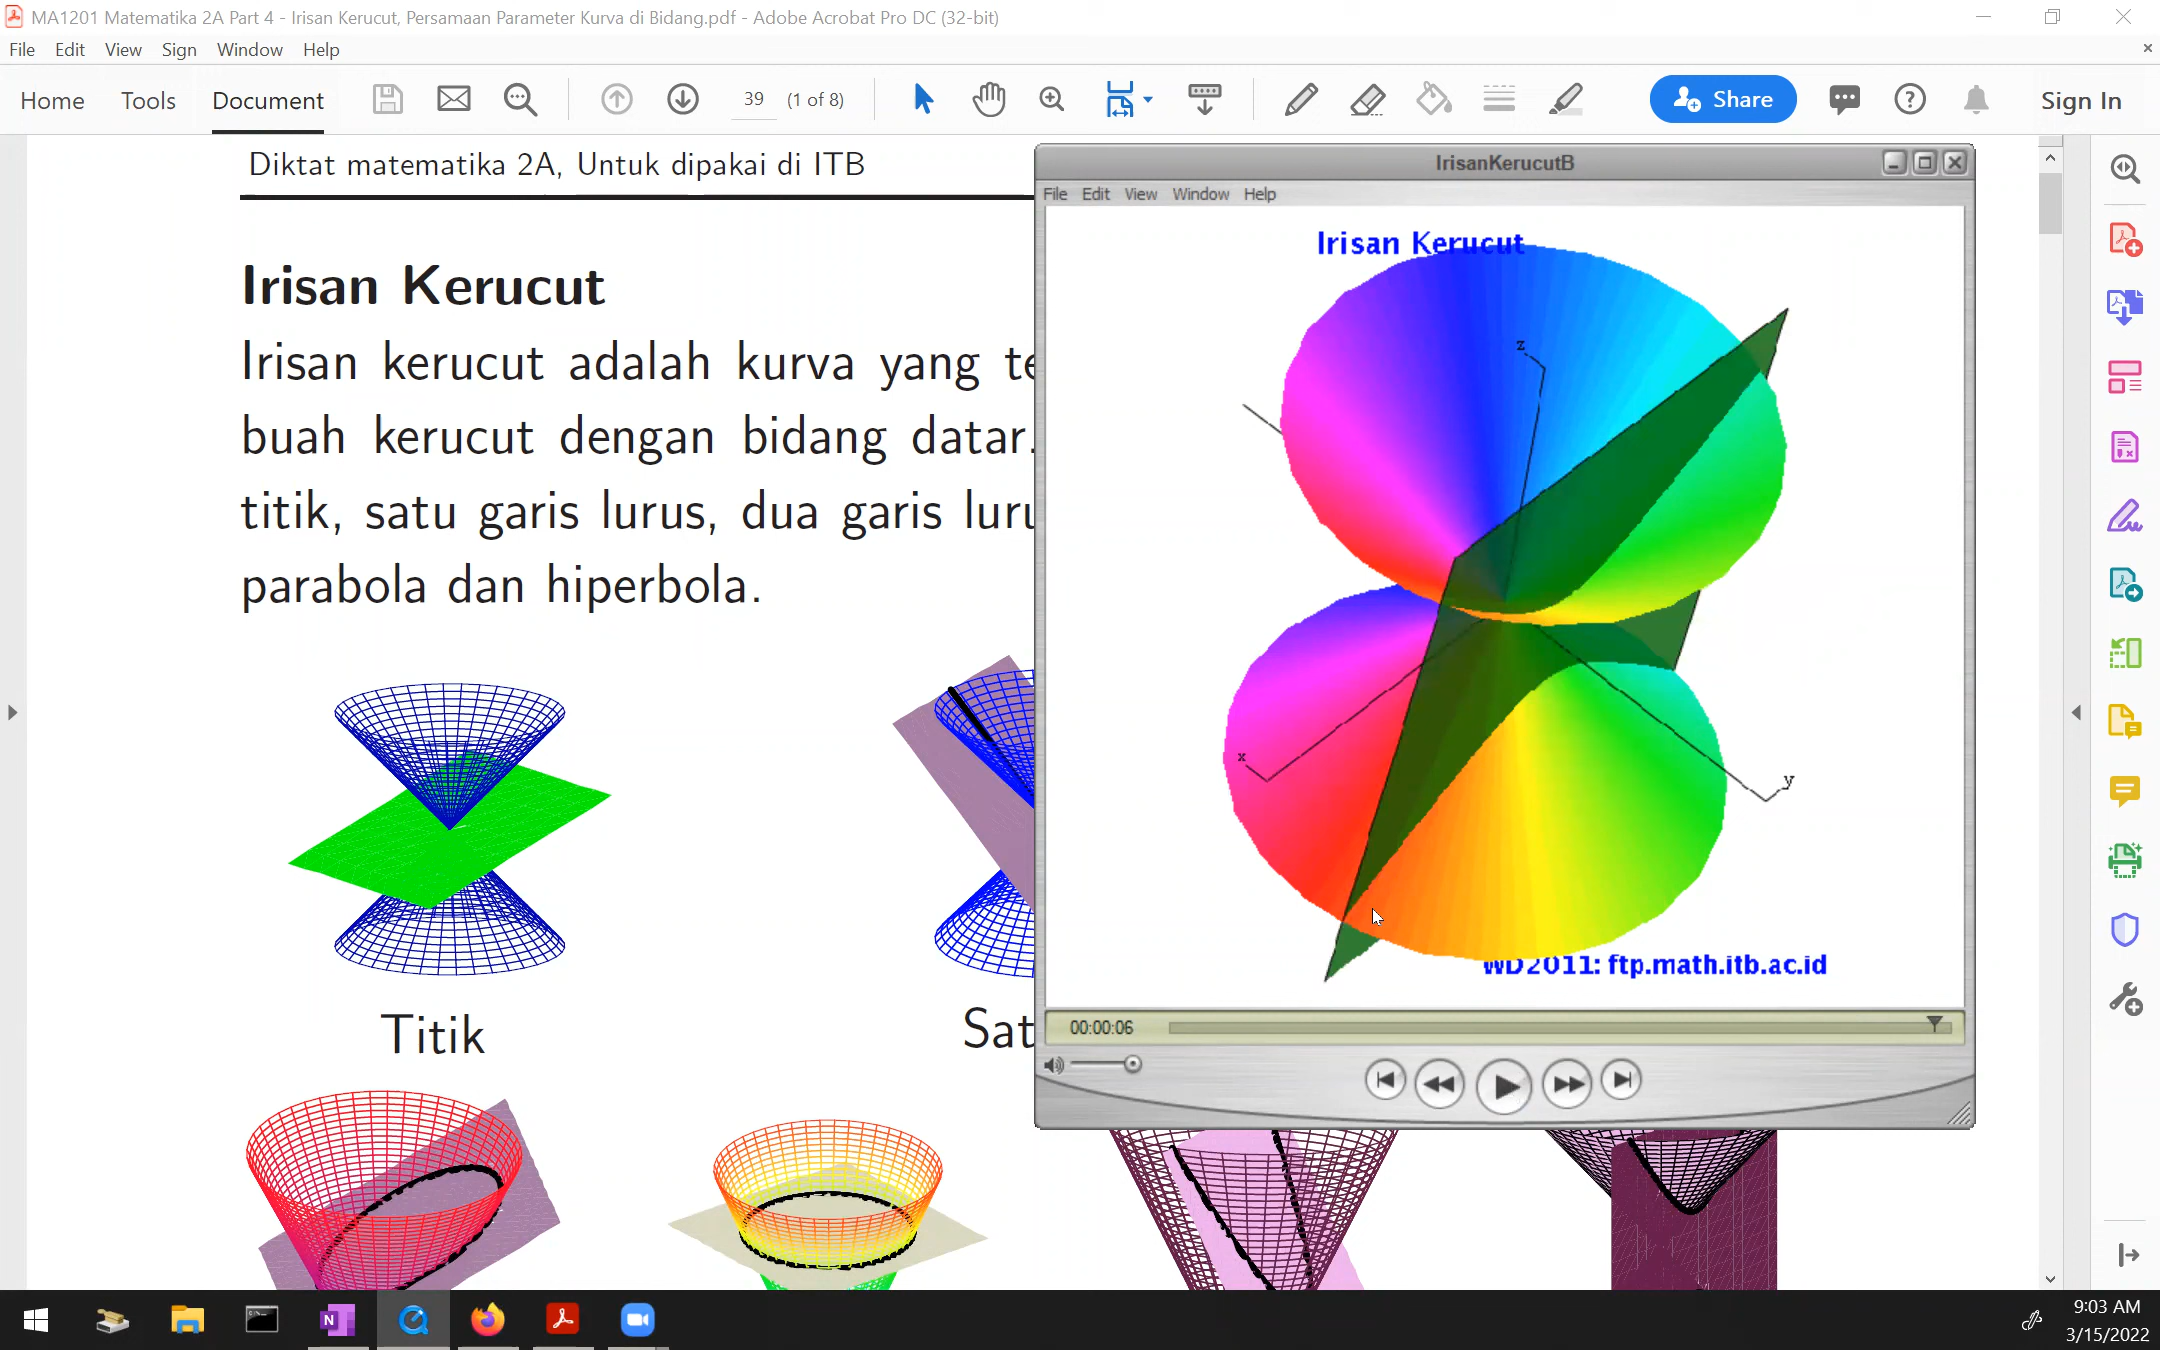 MA1201 Matematika 2A Part 4 - Irisan Kerucut, Persamaan Parameter Kurva di Bidang.pdf - Adobe Acrobat Pro DC (32-bit)
File Edit View Sign Window Help
Home Tools Document 39 (1 of 8) Share Sign In
Diktat matematika 2A, Untuk dipakai di ITB
Irisan Kerucut
Irisan kerucut adalah kurva yang
buah kerucut dengan bidang datar.
titik, satu garis lurus, dua garis
parabola dan hiperbola.
Titik
IrisanKerucutB
File Edit View Window Help
Irisan Kerucut
z
x
y
WD2011: ftp.math.itb.ac.id
00:00:06
9:03 AM
3/15/2022